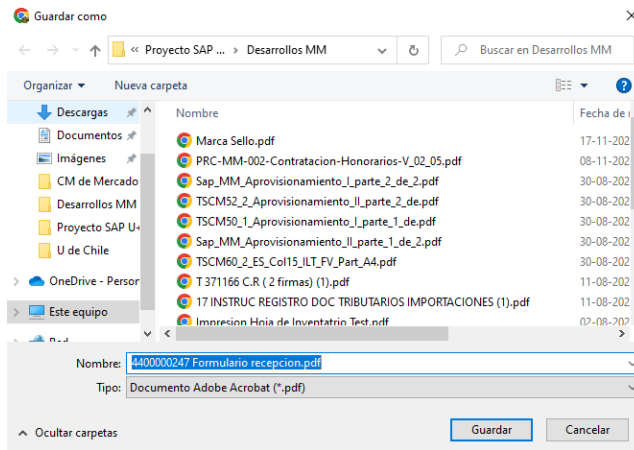 Guardar como
« Proyecto SAP ... > Desarrollos MM
Buscar en Desarrollos MM
Organizar
Nueva carpeta
Descargas
Documentos
Imágenes
CM de Mercado
Desarrollos MM
Proyecto SAP U+
U de Chile
OneDrive - Person
Este equipo
Red
Nombre
Fecha de
Marca Sello.pdf 17-11-202
PRC-MM-002-Contratacion-Honorarios-V_02_05.pdf 08-11-202
Sap_MM_Aprovisionamiento_I_parte_2_de_2.pdf 30-08-202
TSCM52_2_Aprovisionamiento_II_parte_2_de.pdf 30-08-202
TSCM50_1_Aprovisionamiento_I_parte_1_de.pdf 30-08-202
Sap_MM_Aprovisionamiento_II_parte_1_de_2.pdf 30-08-202
TSCM60_2_ES_Col15_ILT_FV_Part_A4.pdf 30-08-202
T 371166 C.R ( 2 firmas) (1).pdf 11-08-202
17 INSTRUC REGISTRO DOC TRIBUTARIOS IMPORTACIONES (1).pdf 11-08-202
Impresion Hoja de Inventatrio Test.pdf 02-08-202
Nombre: 4400000247 Formulario recepcion.pdf
Tipo: Documento Adobe Acrobat (*.pdf)
Ocultar carpetas
Guardar
Cancelar